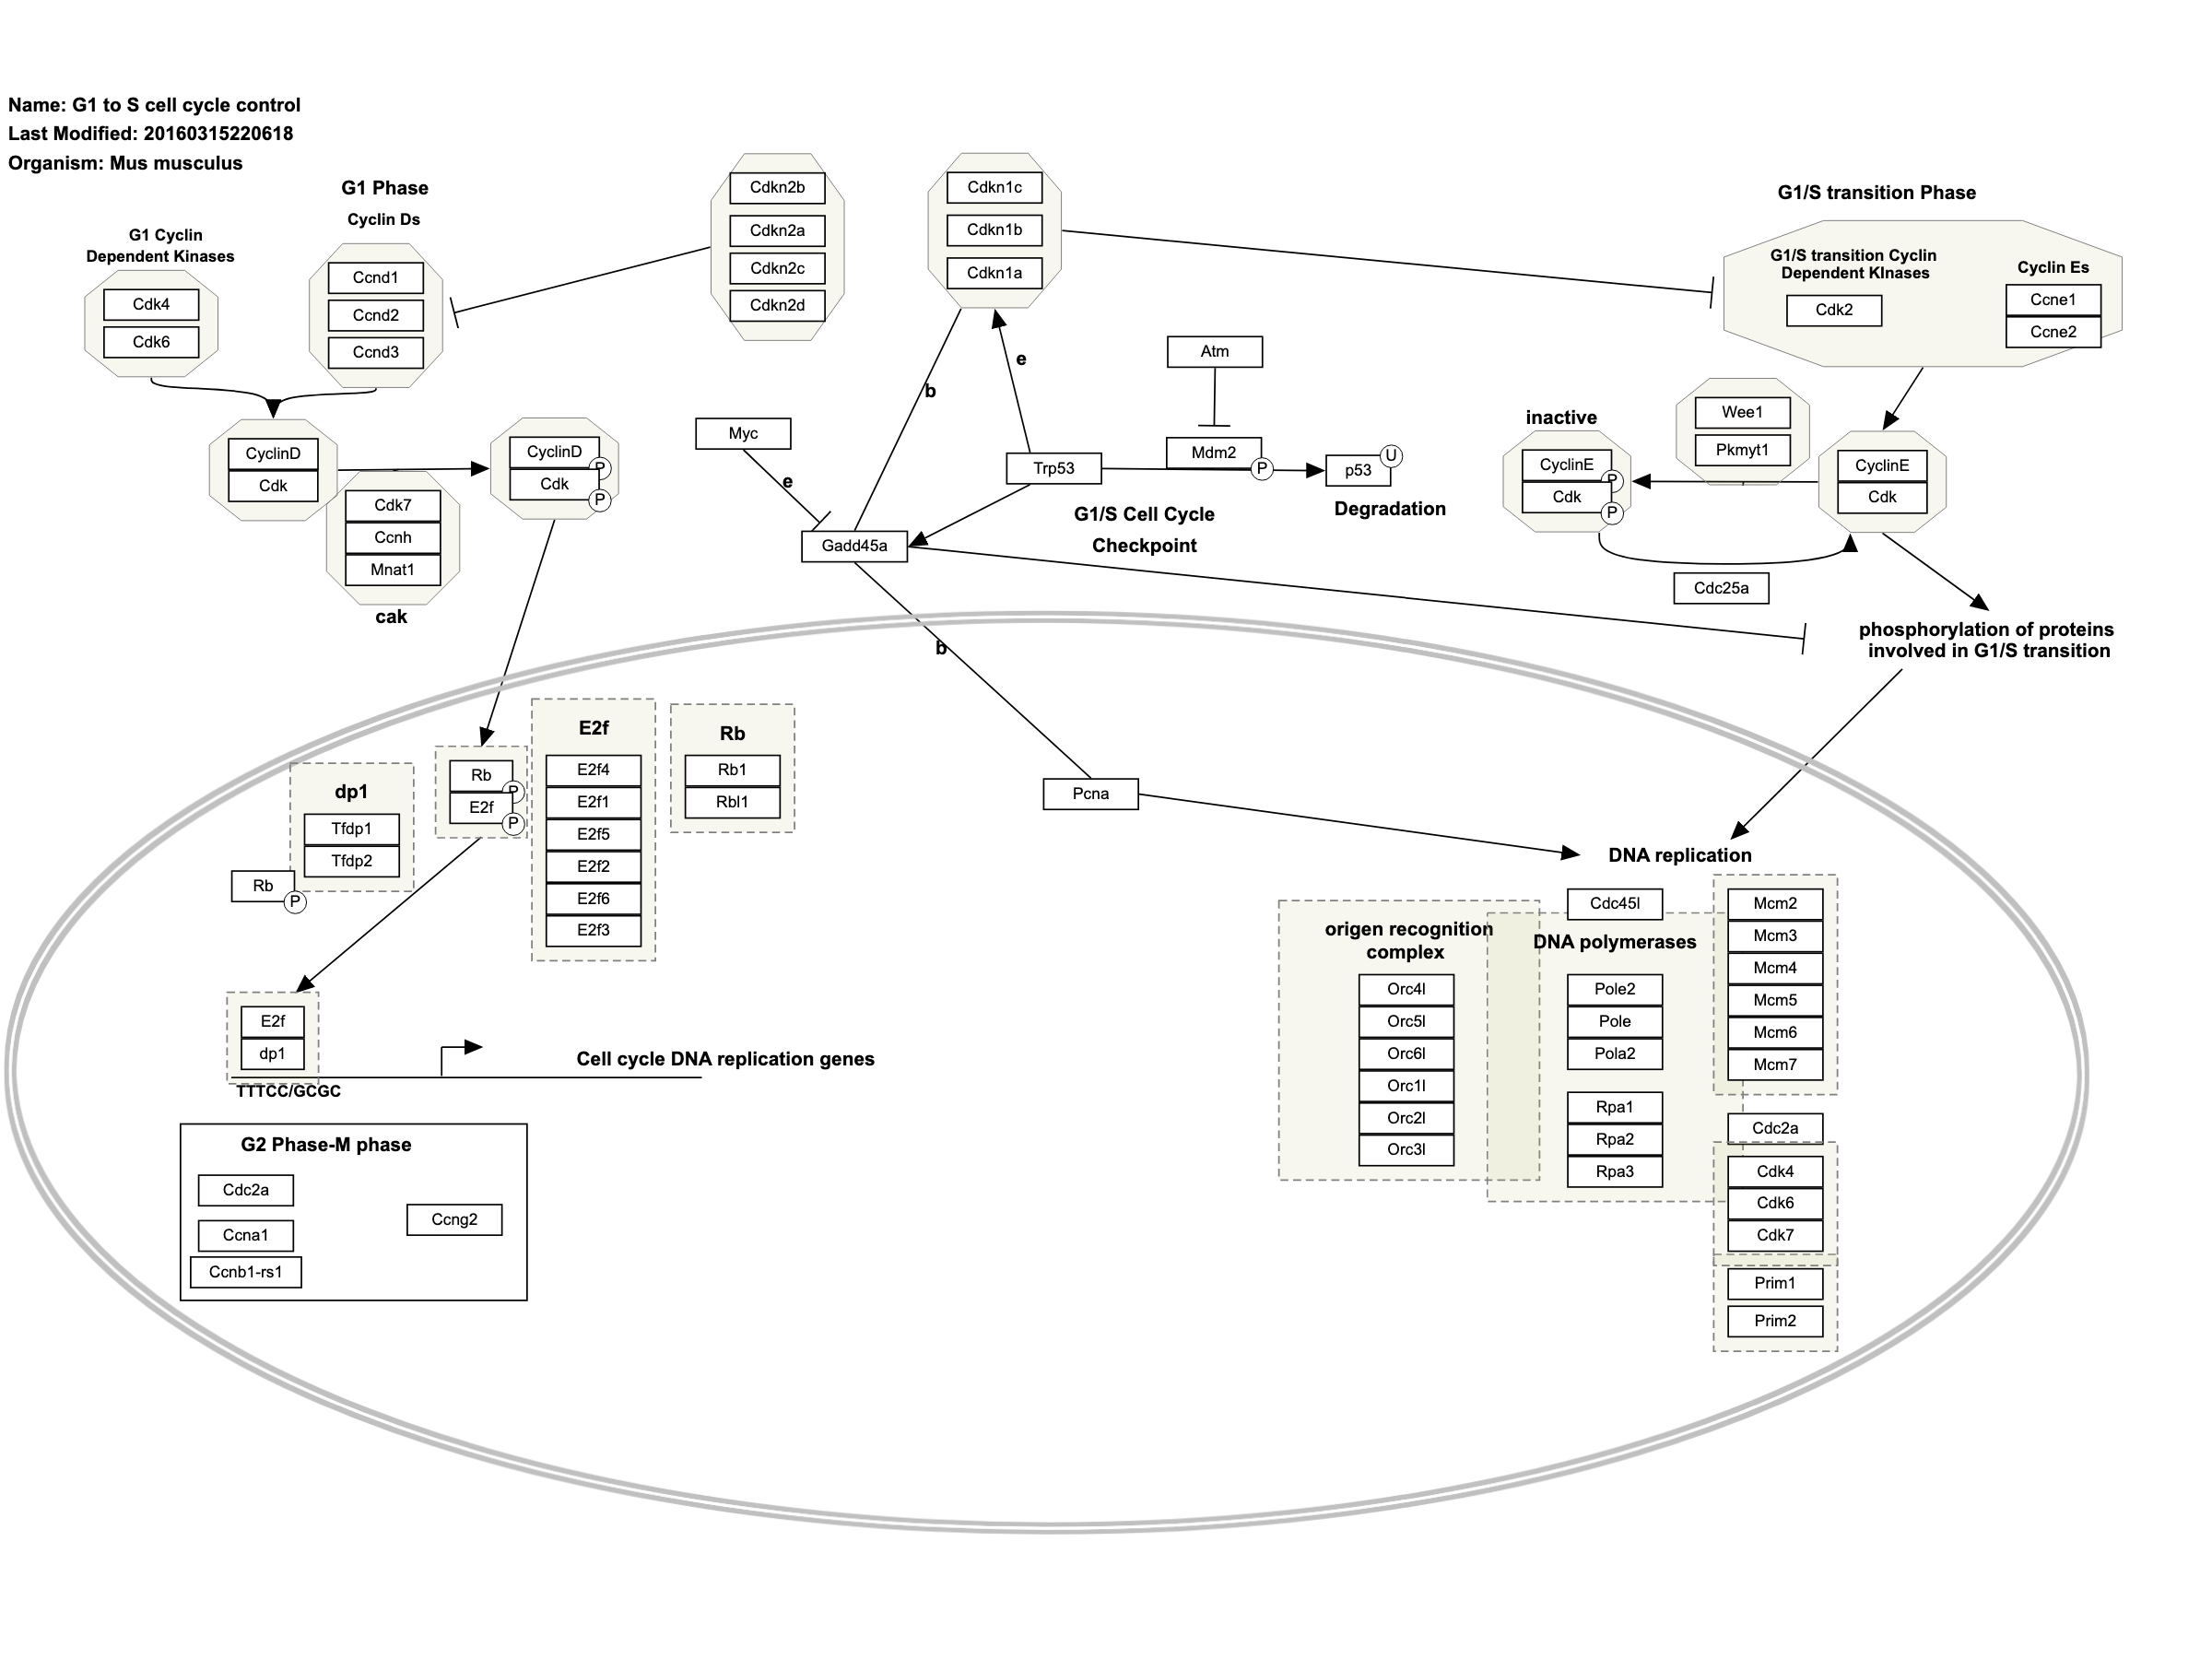 Name: G1 to S cell cycle control
Last Modified: 20160315220618
Organism: Mus musculus
G1 Phase
Cyclin Ds
G1 Cyclin
Dependent Kinases
Cdk4
Cdk6
Ccnd1
Ccnd2
Ccnd3
Cdkn2b
Cdkn2a
Cdkn2c
Cdkn2d
Cdkn1c
Cdkn1b
Cdkn1a
G1/S transition Phase
G1/S transition Cyclin
Dependent KInases
Cdk2
Cyclin Es
Ccne1
Ccne2
CyclinD
Cdk
CyclinD
P
Cdk
P
Cdk7
Ccnh
Mnat1
cak
Myc
e
b
e
Atm
Mdm2
P
Trp53
p53
U
Degradation
G1/S Cell Cycle
Checkpoint
Gadd45a
b
inactive
CyclinE
P
Cdk
P
Wee1
Pkmyt1
CyclinE
Cdk
Cdc25a
phosphorylation of proteins
involved in G1/S transition
dp1
Tfdp1
Tfdp2
Rb
P
Rb
P
E2f
P
E2f
E2f4
E2f1
E2f5
E2f2
E2f6
E2f3
Rb
Rb1
Rbl1
Pcna
DNA replication
E2f
dp1
TTTCC/GCGC
Cell cycle DNA replication genes
origen recognition
complex
Orc4l
Orc5l
Orc6l
Orc1l
Orc2l
Orc3l
Cdc45l
DNA polymerases
Pole2
Pole
Pola2
Rpa1
Rpa2
Rpa3
Mcm2
Mcm3
Mcm4
Mcm5
Mcm6
Mcm7
Cdc2a
Cdk4
Cdk6
Cdk7
Prim1
Prim2
G2 Phase-M phase
Cdc2a
Ccna1
Ccnb1-rs1
Ccng2